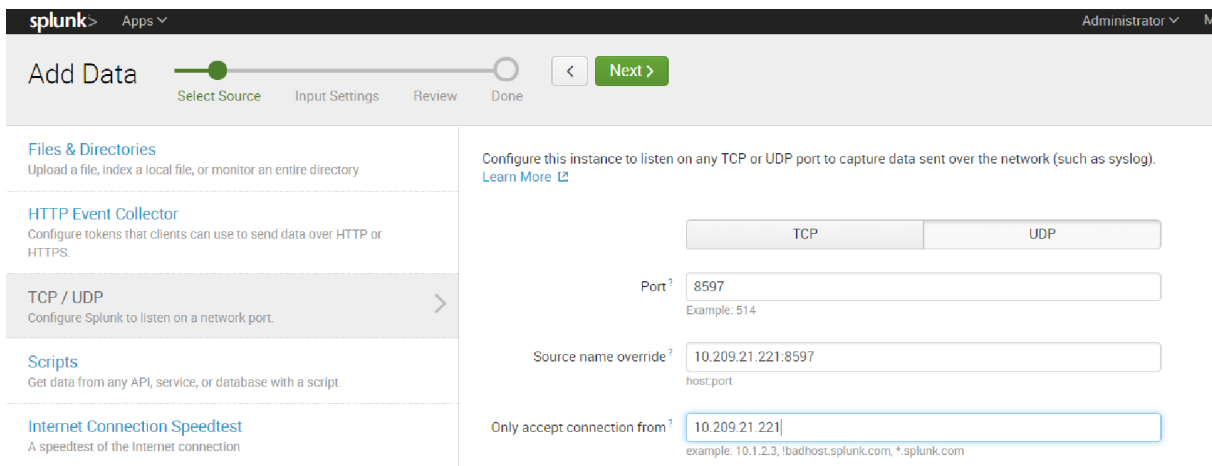 splunk> Apps Administrator M
Add Data
Select Source Input Settings Review Done
< Next >
Files & Directories
Upload a file, index a local file, or monitor an entire directory.
HTTP Event Collector
Configure tokens that clients can use to send data over HTTP or
HTTPS.
TCP / UDP
Configure Splunk to listen on a network port.
Scripts
Get data from any API, service, or database with a script.
Internet Connection Speedtest
A speedtest of the Internet connection
Configure this instance to listen on any TCP or UDP port to capture data sent over the network (such as syslog).
Learn More
TCP UDP
Port ? 8597
Example: 514
Source name override ? 10.209.21.221:8597
host:port
Only accept connection from ? 10.209.21.221
example: 10.1.2.3, !badhost.splunk.com, *.splunk.com